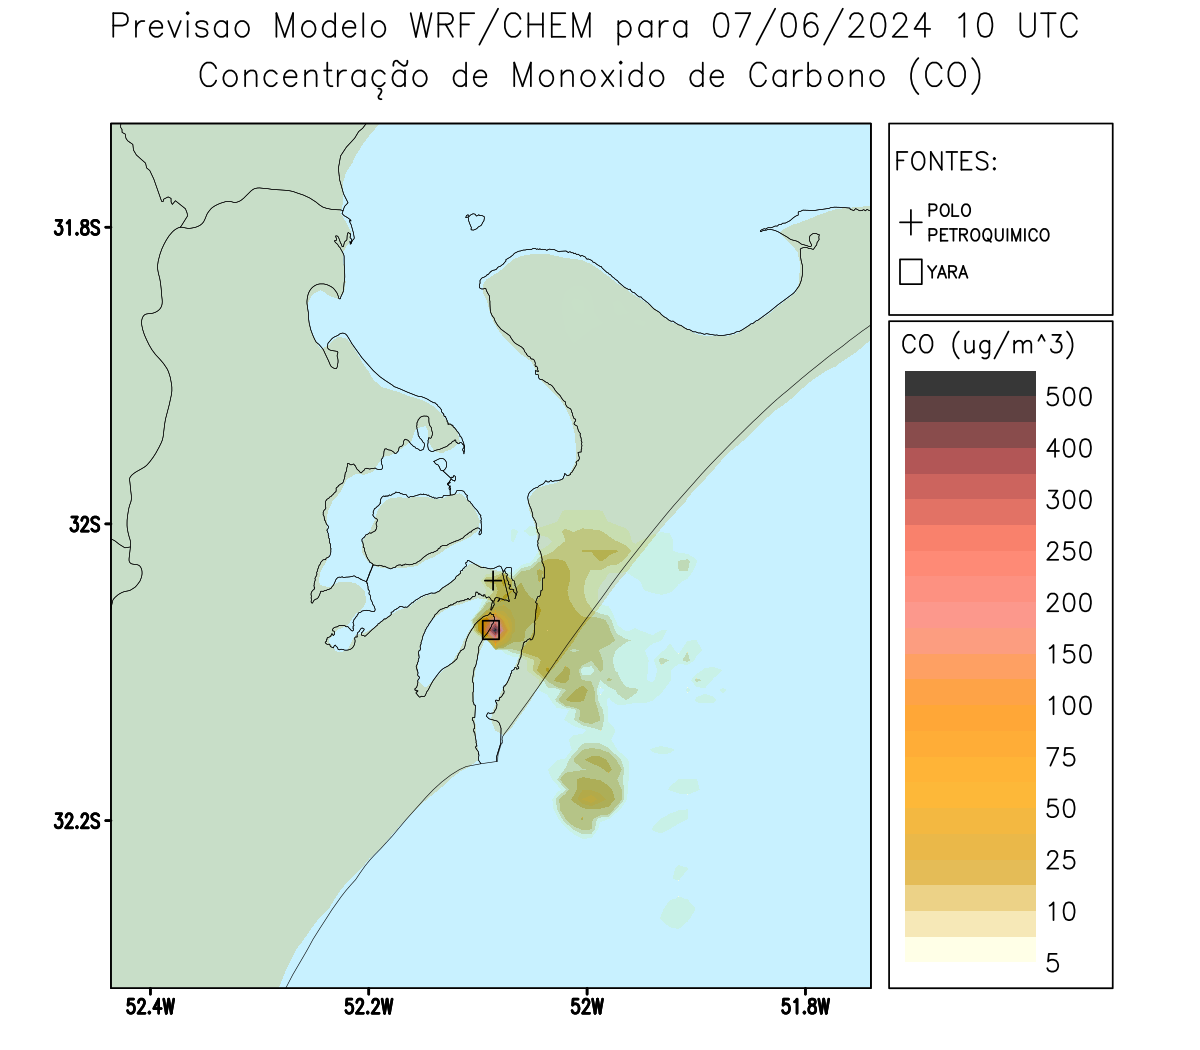 Previsao Modelo WRF/CHEM para 07/06/2024 10 UTC
Concentração de Monoxido de Carbono (CO)
FONTES:
POLO
PETROQUIMICO
YARA
CO (ug/m^3)
500
400
300
250
200
150
100
75
50
25
10
5
31.8S
32S
32.2S
52.4W
52.2W
52W
51.8W